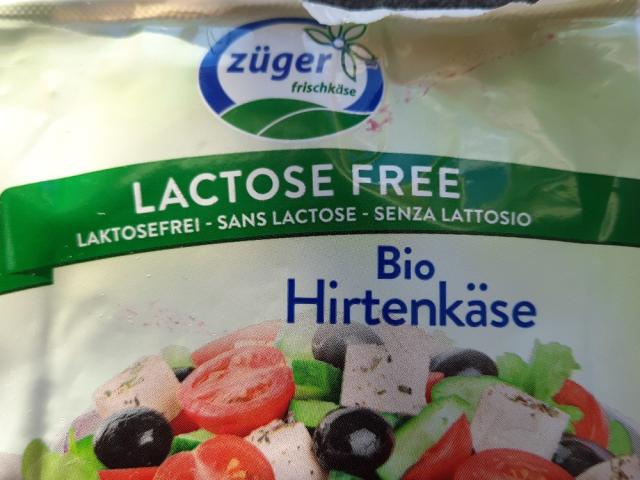 züger
frischkäse
LACTOSE FREE
LAKTOSEFREI - SANS LACTOSE - SENZA LATTOSIO
Bio
Hirtenkäse